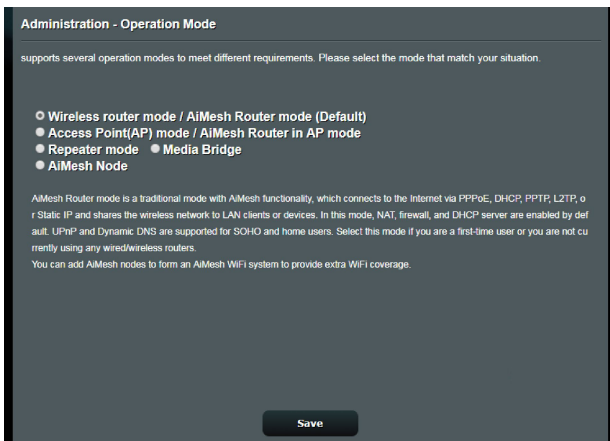 Administration - Operation Mode
supports several operation modes to meet different requirements. Please select the mode that match your situation.
Wireless router mode / AiMesh Router mode (Default)
Access Point(AP) mode / AiMesh Router in AP mode
Repeater mode Media Bridge
AiMesh Node
AiMesh Router mode is a traditional mode with AiMesh functionality, which connects to the Internet via PPPoE, DHCP, PPTP, L2TP, o
r Static IP and shares the wireless network to LAN clients or devices. In this mode, NAT, firewall, and DHCP server are enabled by def
ault. UPnP and Dynamic DNS are supported for SOHO and home users. Select this mode if you are a first-time user or you are not cu
rrently using any wired/wireless routers.
You can add AiMesh nodes to form an AiMesh WiFi system to provide extra WiFi coverage.
Save